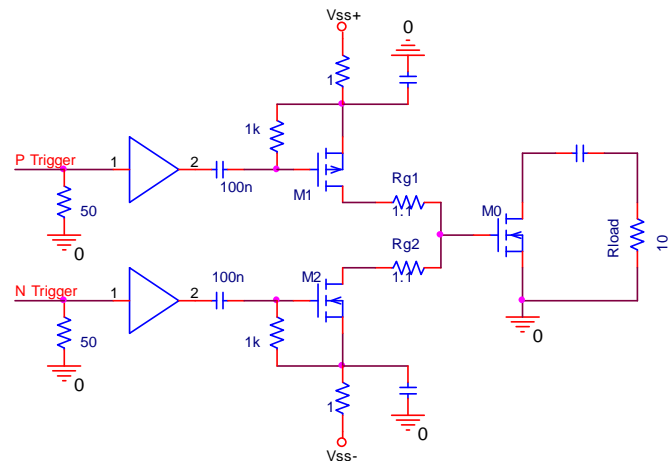 Vss+
0
1
1k
P Trigger
1
2
100n
M1
Rg1
1.1
50
0
M0
Rload
10
Rg2
1.1
N Trigger
1
2
100n
M2
0
50
0
1k
1
0
Vss-